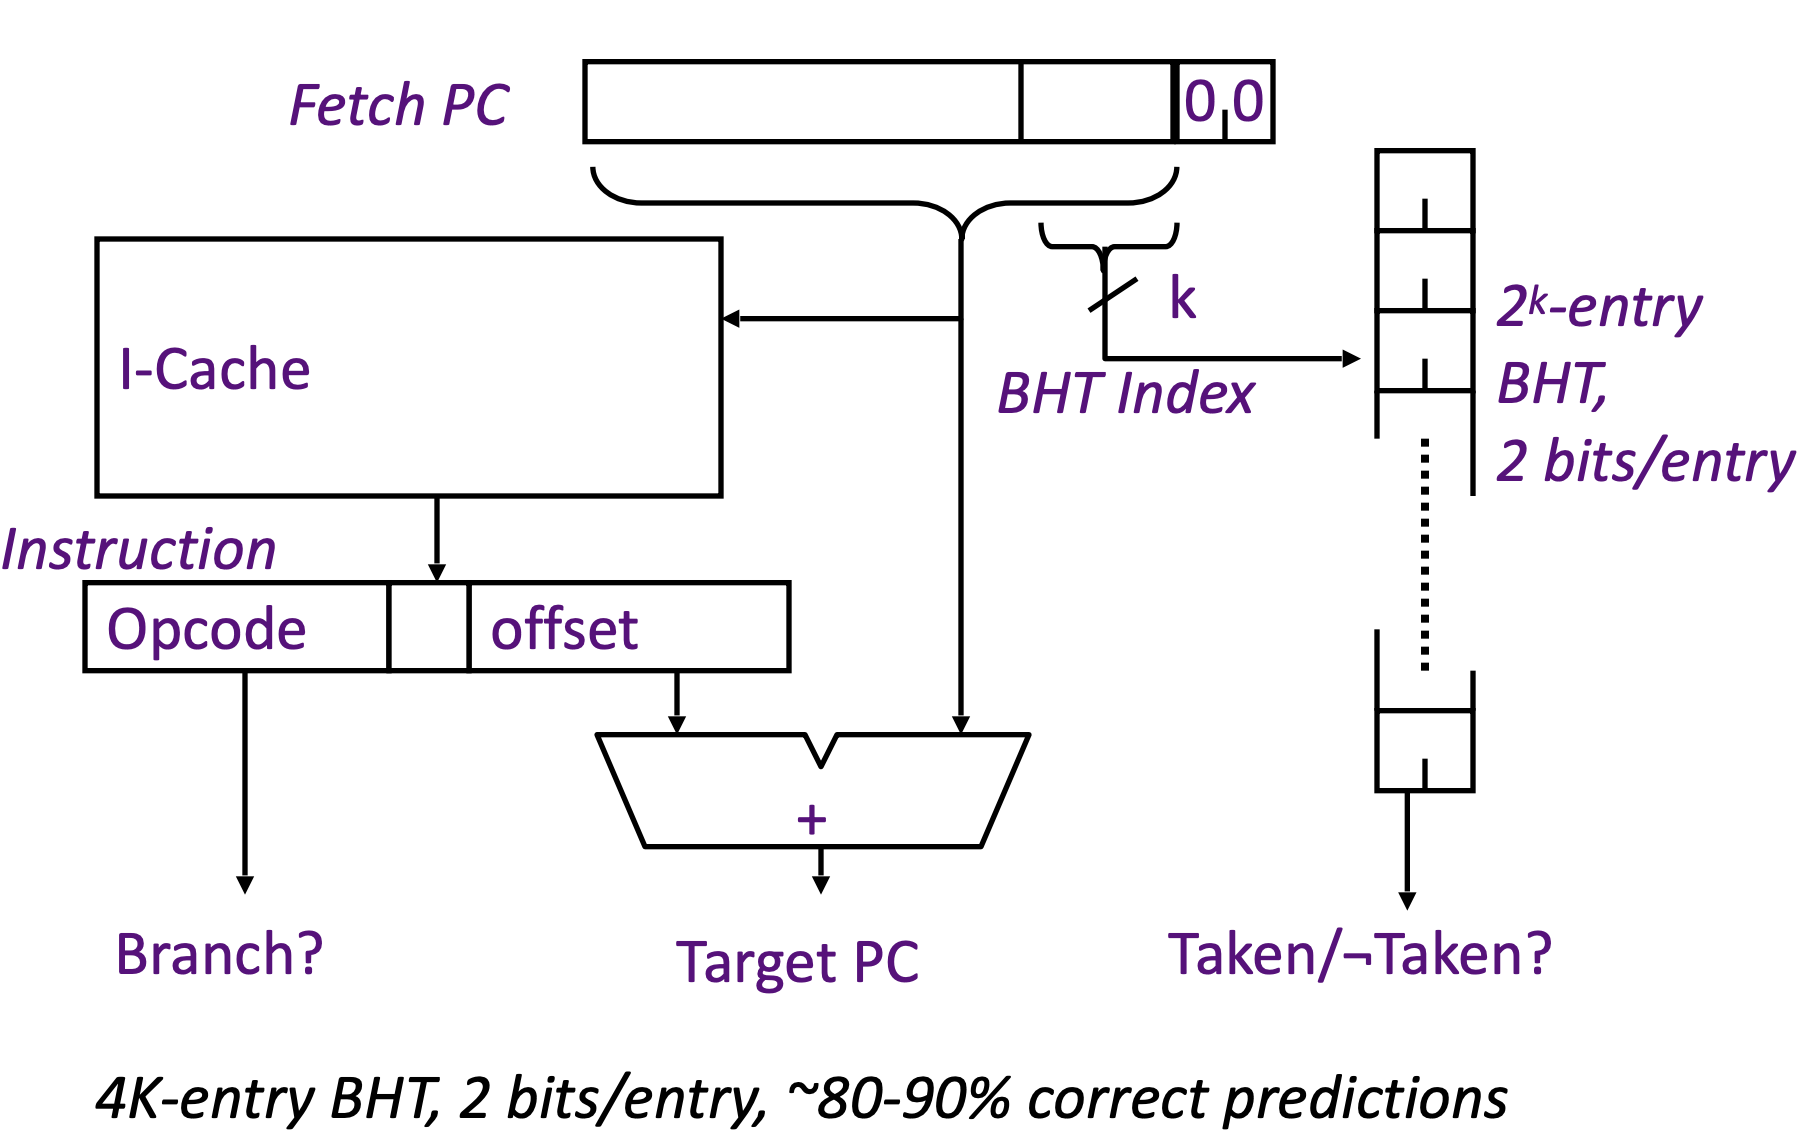 Fetch PC
0 0
k
I-Cache
BHT Index
2ᵏ-entry
BHT,
2 bits/entry
Instruction
Opcode
offset
+
Branch?
Target PC
Taken/¬Taken?
4K-entry BHT, 2 bits/entry, ~80-90% correct predictions